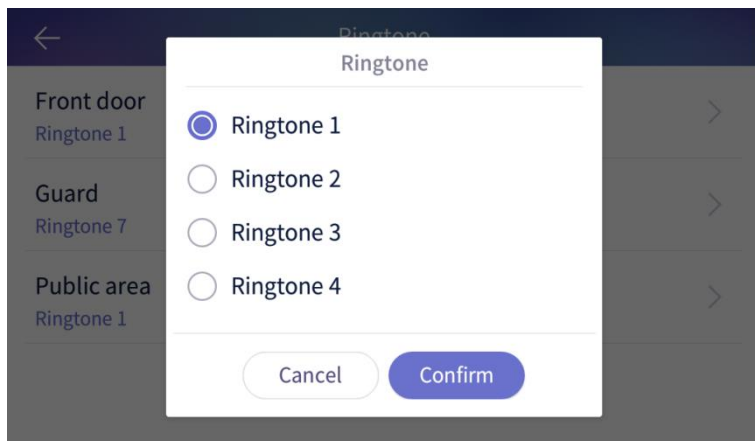 Ringtone
Ringtone
Front door
Ringtone 1
Guard
Ringtone 7
Public area
Ringtone 1
Ringtone 1
Ringtone 2
Ringtone 3
Ringtone 4
Cancel
Confirm